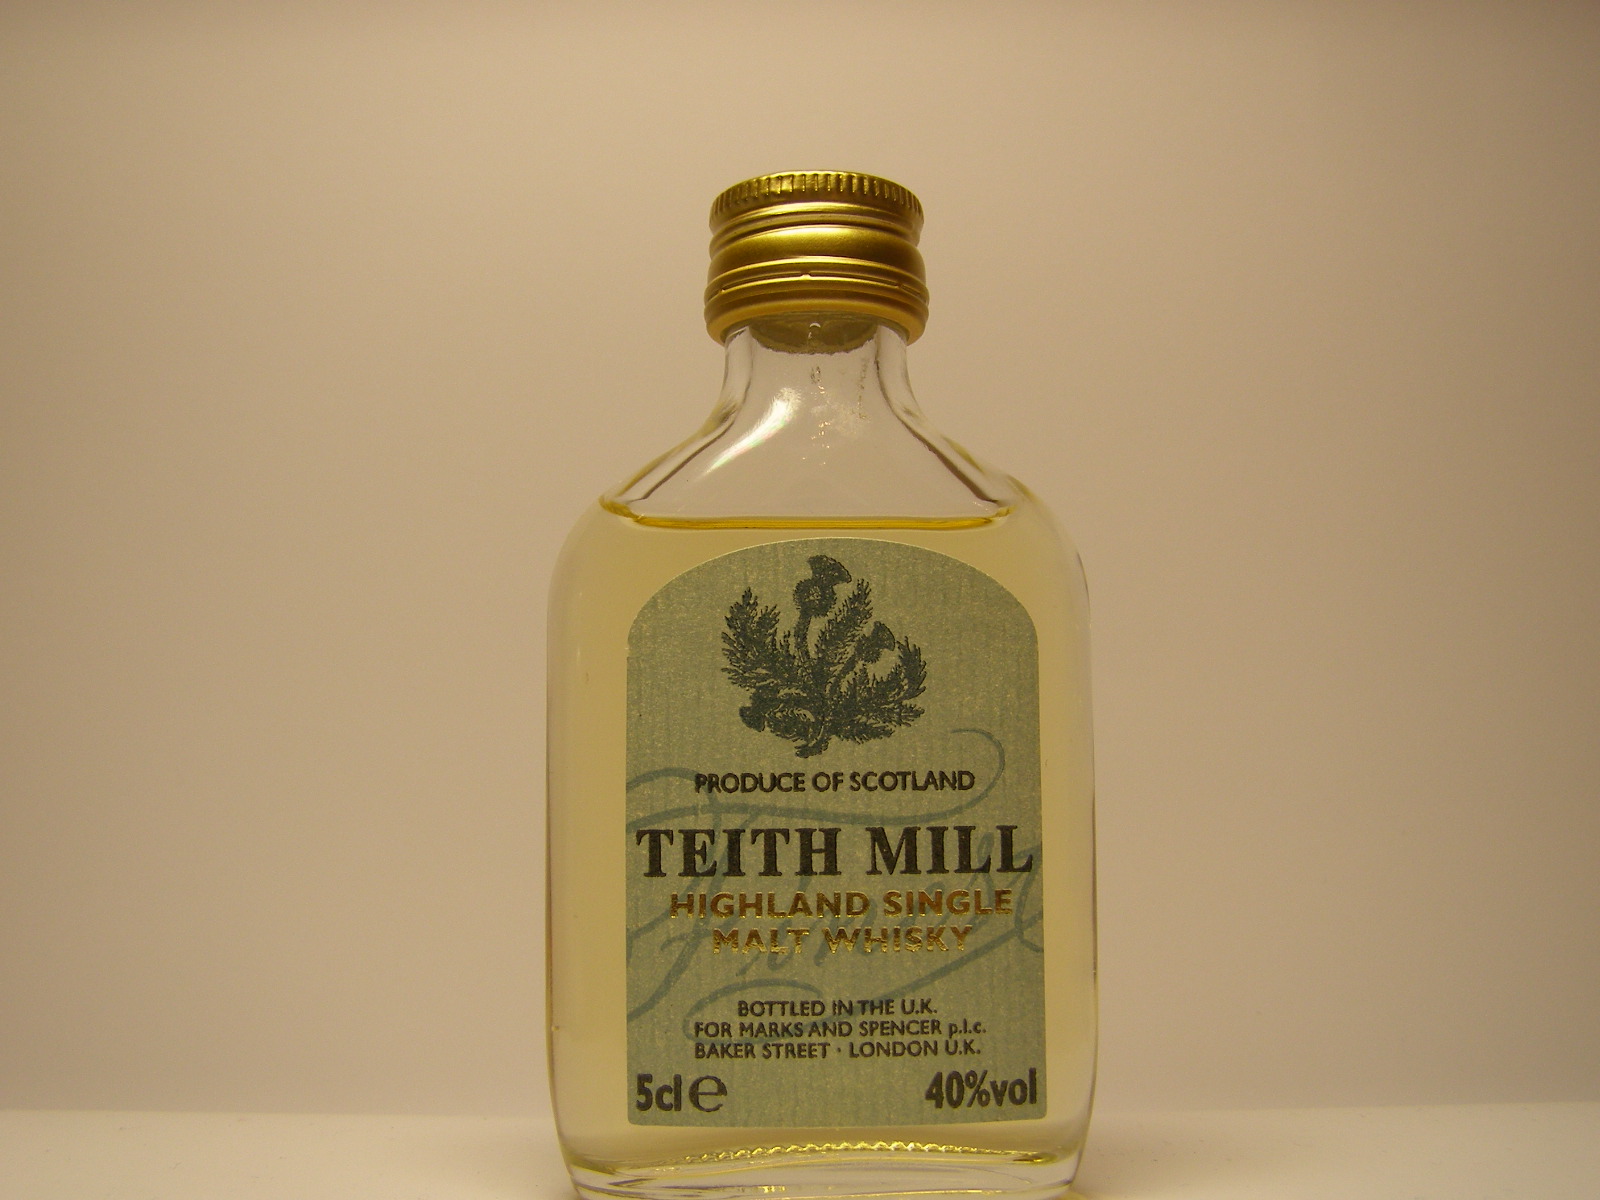 PRODUCE OF SCOTLAND
TEITH MILL
HIGHLAND SINGLE
MALT WHISKY
BOTTLED IN THE U.K.
FOR MARKS AND SPENCER p.l.c.
BAKER STREET · LONDON U.K.
5cl ℮ 40%vol